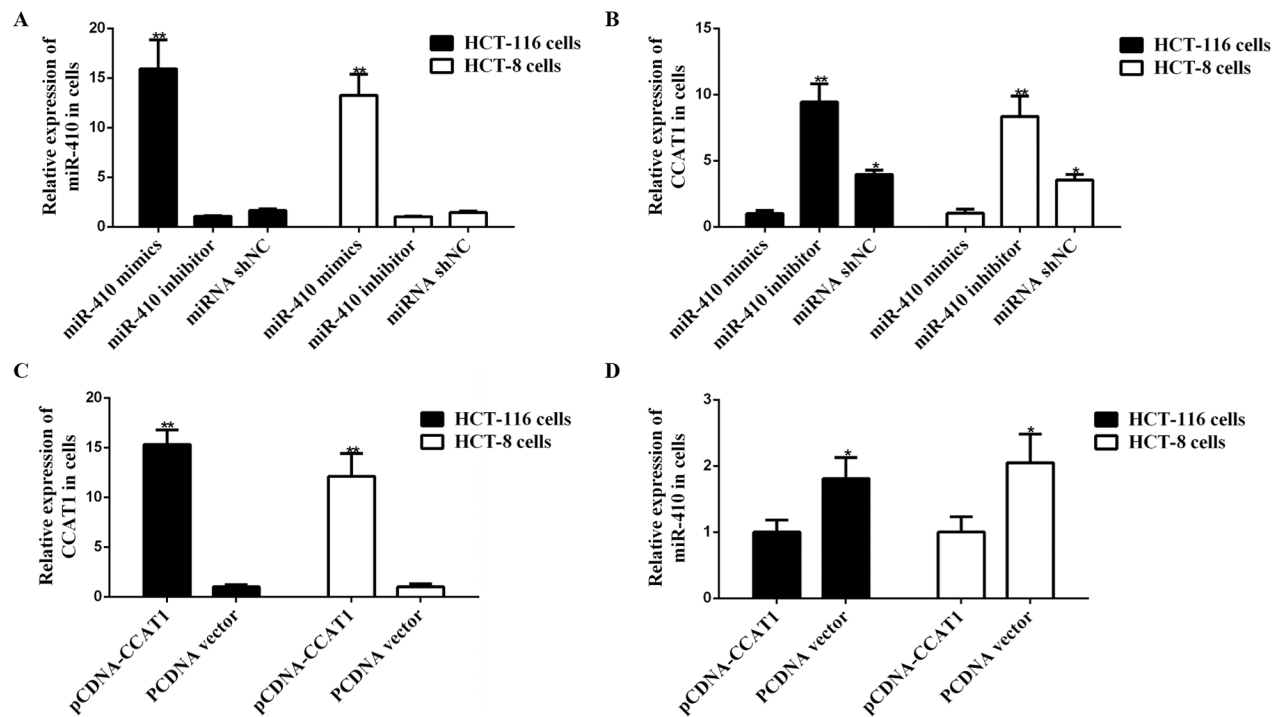 A
Relative expression of
miR-410 in cells
20
15
10
5
0
**
**
HCT-116 cells
HCT-8 cells
miR-410 mimics
miR-410 inhibitor
miRNA shNC
miR-410 mimics
miR-410 inhibitor
miRNA shNC
B
Relative expression of
CCAT1 in cells
15
10
5
0
**
*
**
*
HCT-116 cells
HCT-8 cells
miR-410 mimics
miR-410 inhibitor
miRNA shNC
miR-410 mimics
miR-410 inhibitor
miRNA shNC
C
Relative expression of
CCAT1 in cells
20
15
10
5
0
**
**
HCT-116 cells
HCT-8 cells
pCDNA-CCAT1
PCDNA vector
pCDNA-CCAT1
PCDNA vector
D
Relative expression of
miR-410 in cells
3
2
1
0
*
*
HCT-116 cells
HCT-8 cells
pCDNA-CCAT1
PCDNA vector
pCDNA-CCAT1
PCDNA vector